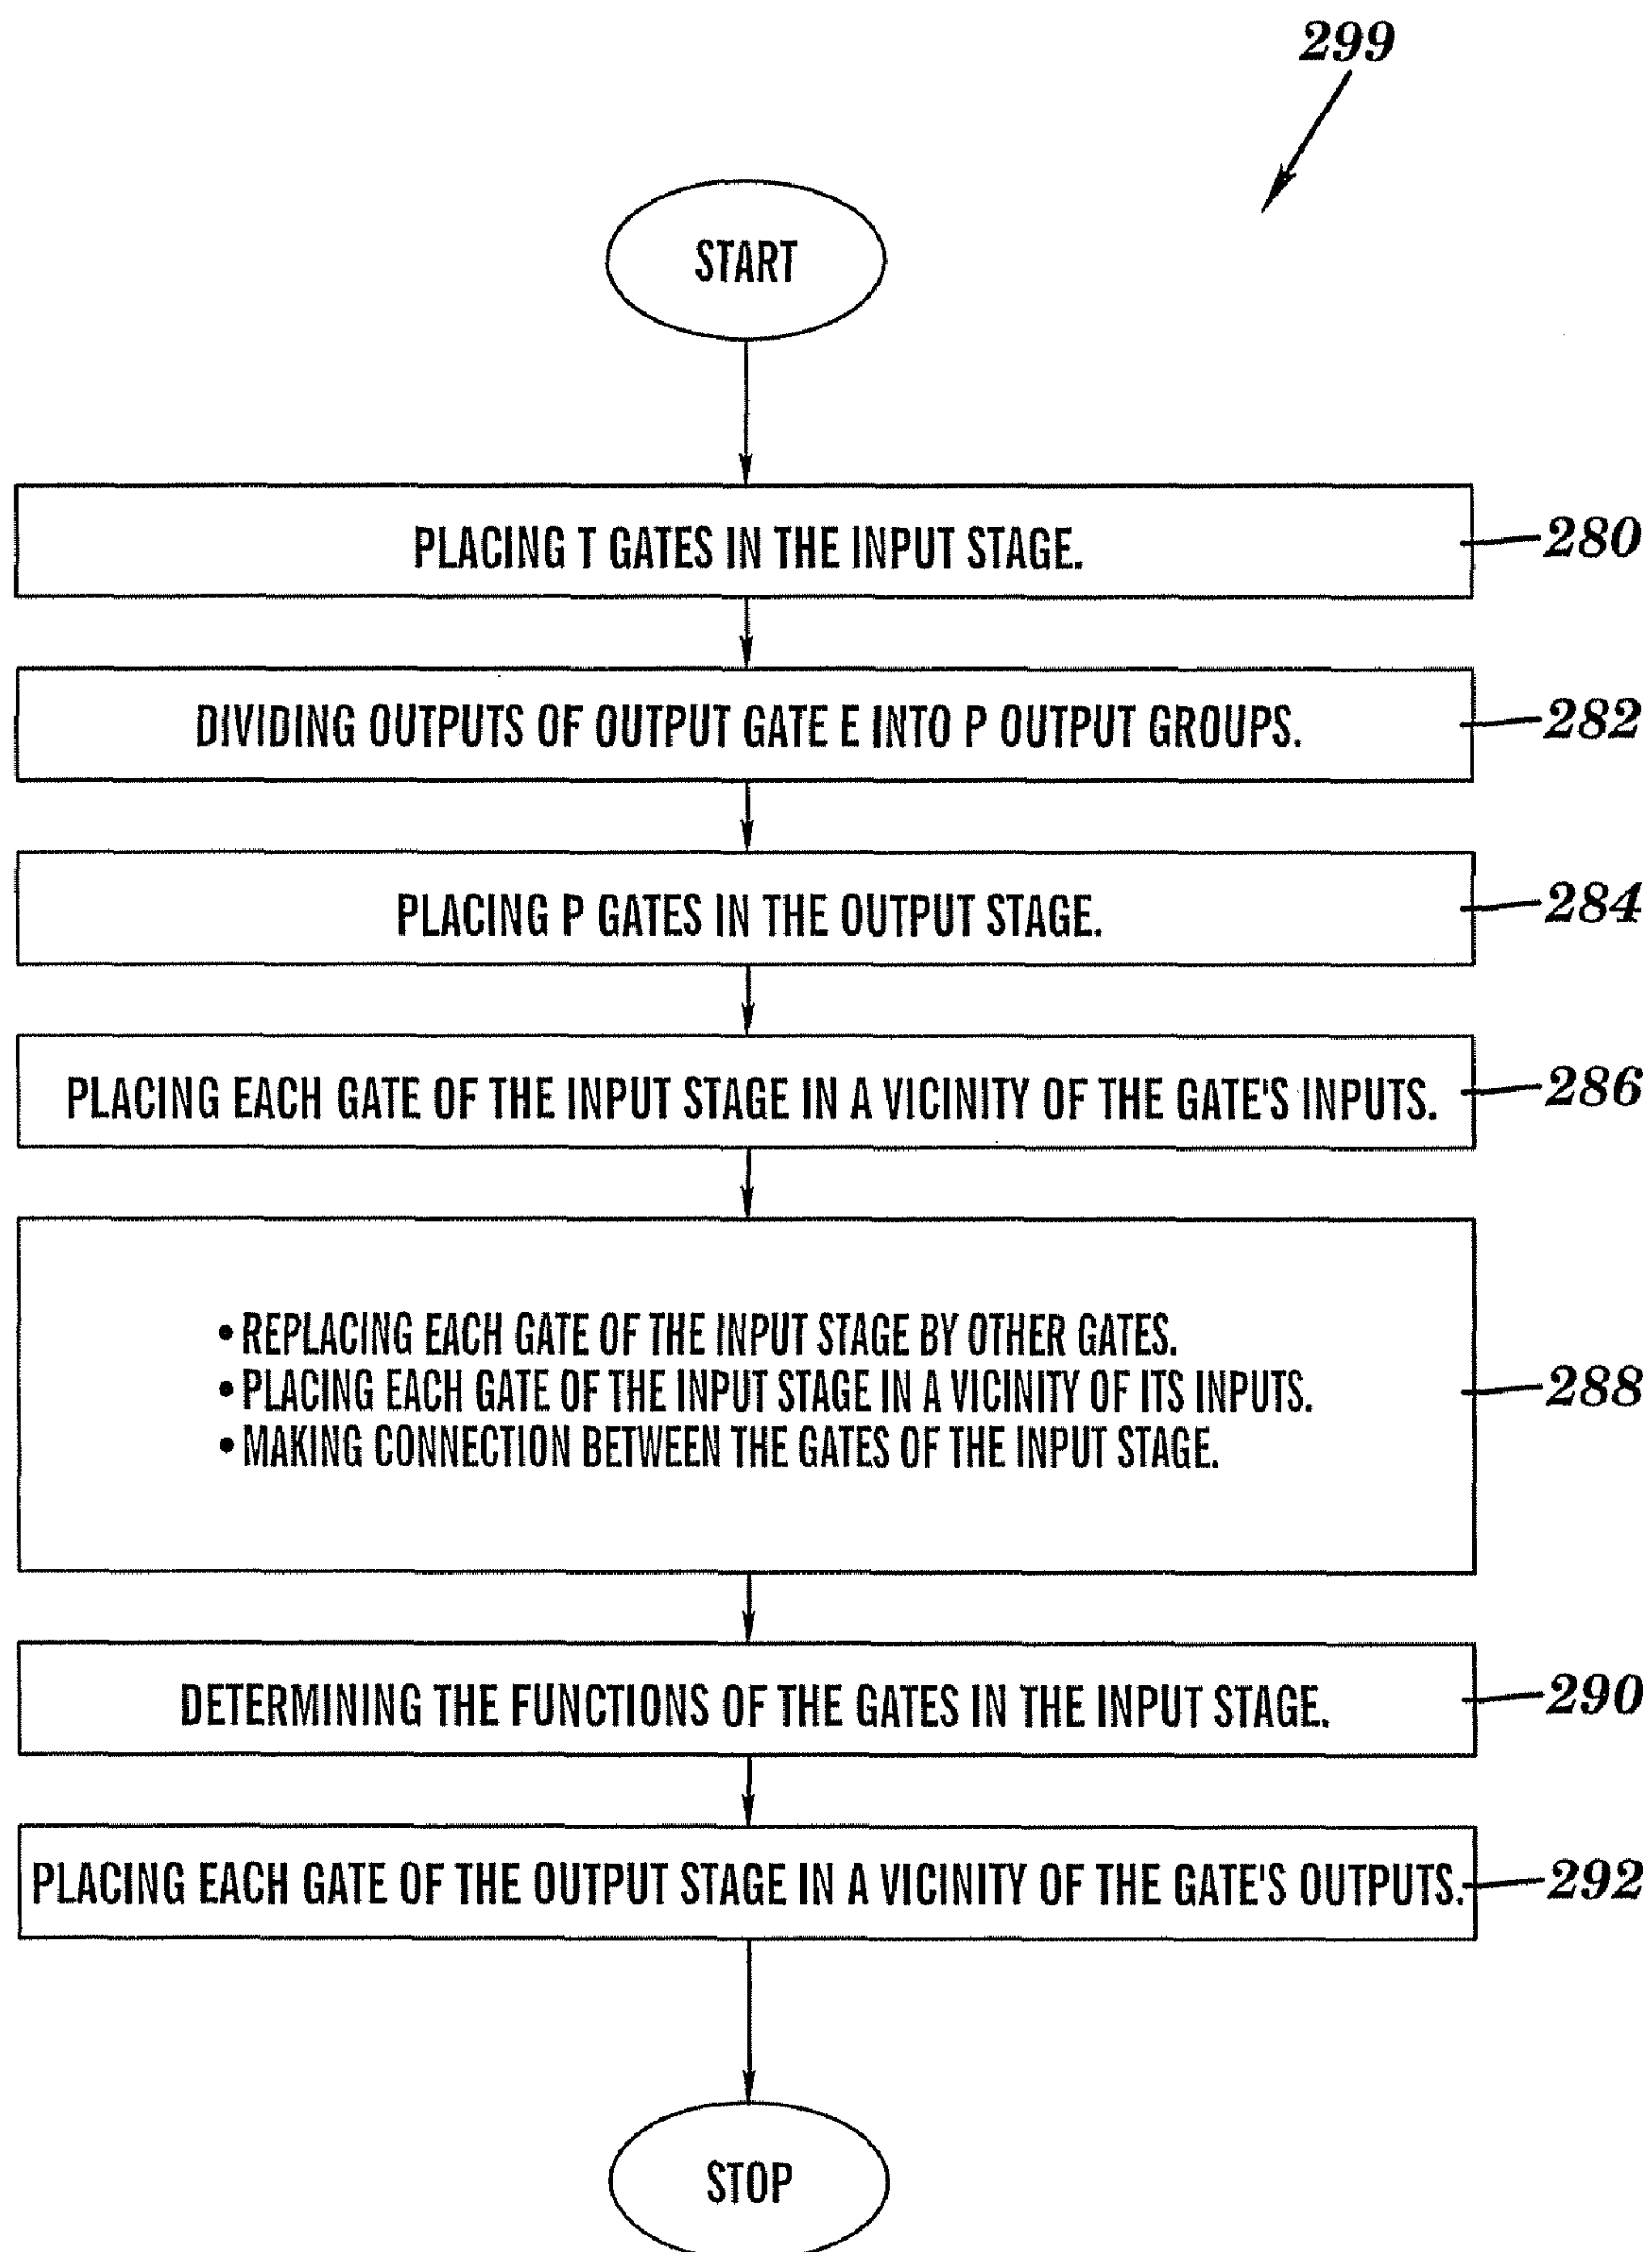 299
START
PLACING T GATES IN THE INPUT STAGE.
280
DIVIDING OUTPUTS OF OUTPUT GATE E INTO P OUTPUT GROUPS.
282
PLACING P GATES IN THE OUTPUT STAGE.
284
PLACING EACH GATE OF THE INPUT STAGE IN A VICINITY OF THE GATE'S INPUTS.
286
• REPLACING EACH GATE OF THE INPUT STAGE BY OTHER GATES.
• PLACING EACH GATE OF THE INPUT STAGE IN A VICINITY OF ITS INPUTS.
• MAKING CONNECTION BETWEEN THE GATES OF THE INPUT STAGE.
288
DETERMINING THE FUNCTIONS OF THE GATES IN THE INPUT STAGE.
290
PLACING EACH GATE OF THE OUTPUT STAGE IN A VICINITY OF THE GATE'S OUTPUTS.
292
STOP